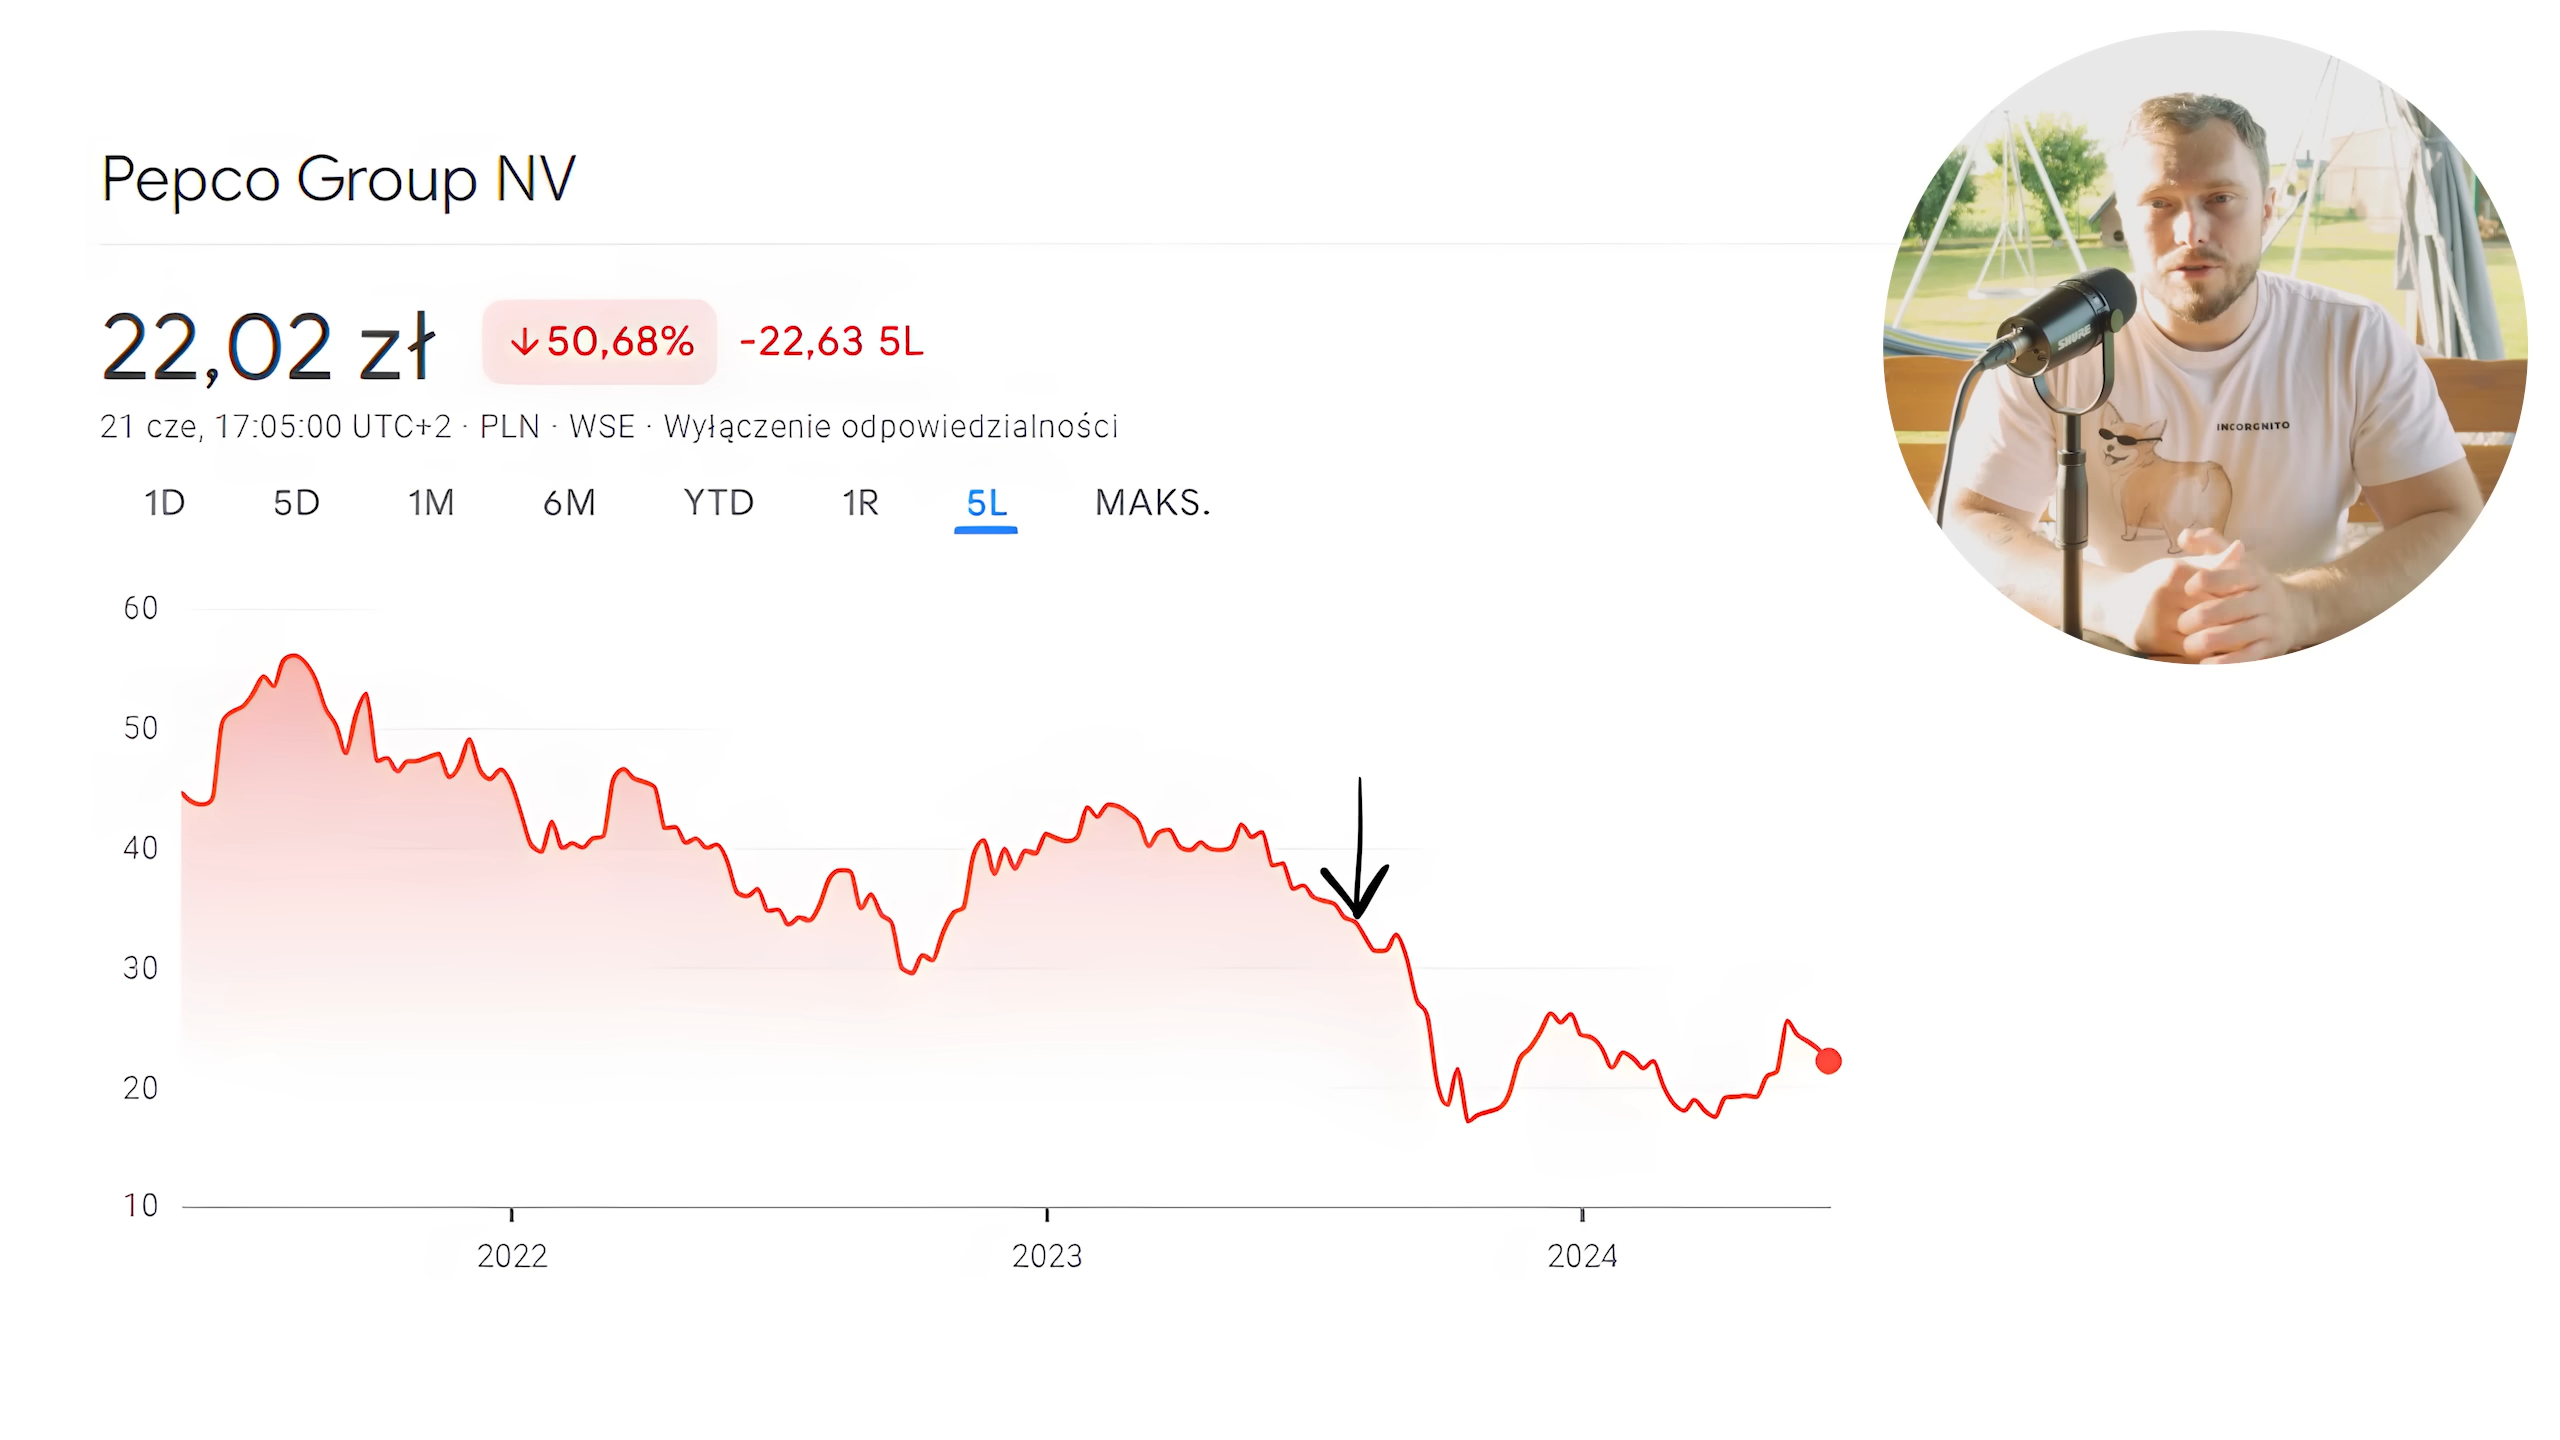 Pepco Group NV
22,02 zł ↓50,68% -22,63 5L
21 cze, 17:05:00 UTC+2 · PLN · WSE · Wyłączenie odpowiedzialności
1D 5D 1M 6M YTD 1R 5L MAKS.
60
50
40
30
20
10
2022 2023 2024
SHURE
INCORGNITO